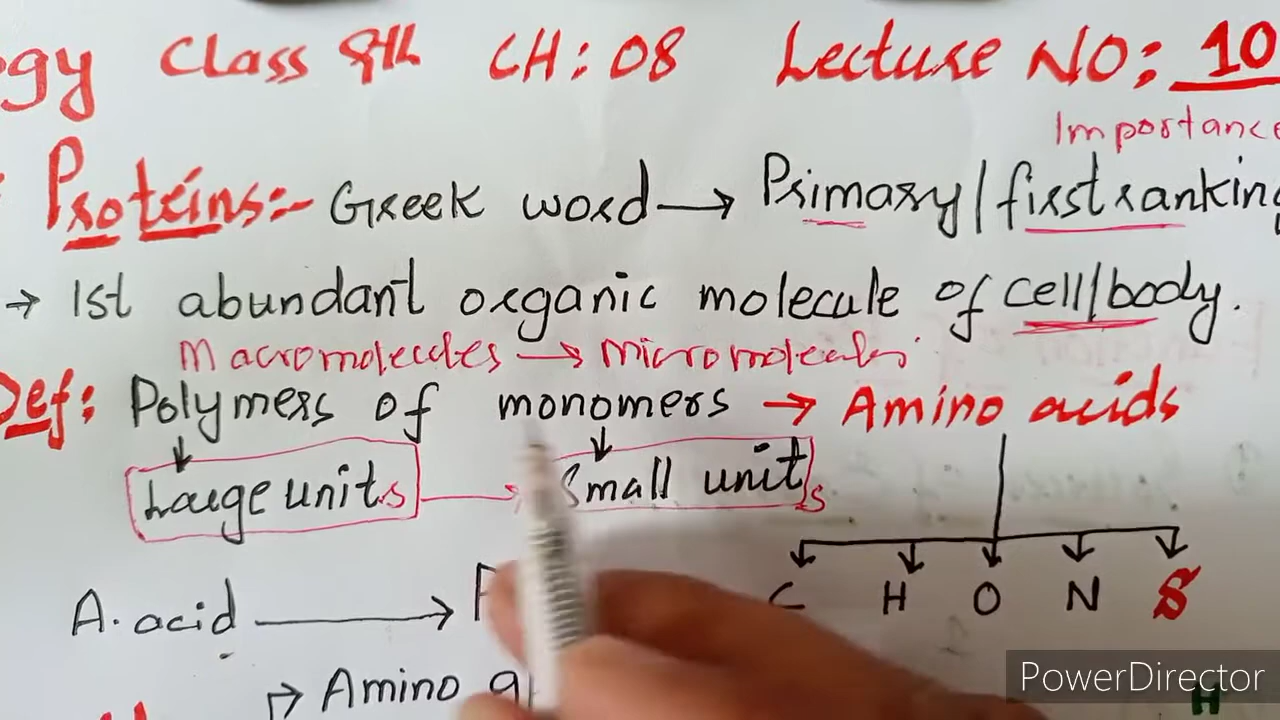 ogy Class 9th CH: 08 Lecture NO: 10
Importance
Proteins:- Greek word → Primary/first ranking
→ 1st abundant organic molecule of cell/body.
Macromolecules → Micromolecules
Def: Polymers of monomers → Amino acids
Large units → Small units
C H O N S
A. acid → P
→ Amino g
PowerDirector
H